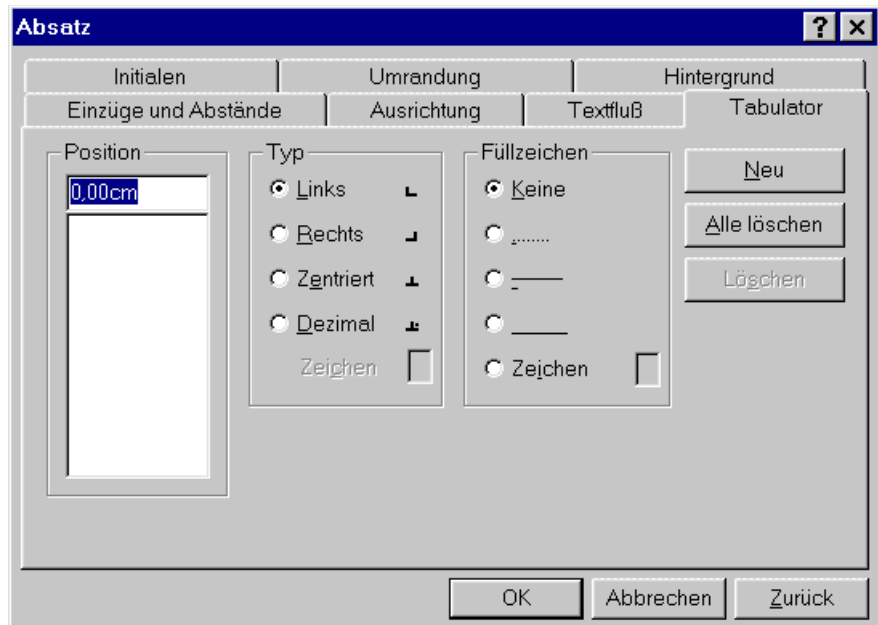 Absatz
Initialen Umrandung Hintergrund
Einzüge und Abstände Ausrichtung Textfluß Tabulator
Position Typ Füllzeichen
0,00cm Links Keine Neu
Rechts ........ Alle löschen
Zentriert Löschen
Dezimal
Zeichen Zeichen
OK Abbrechen Zurück